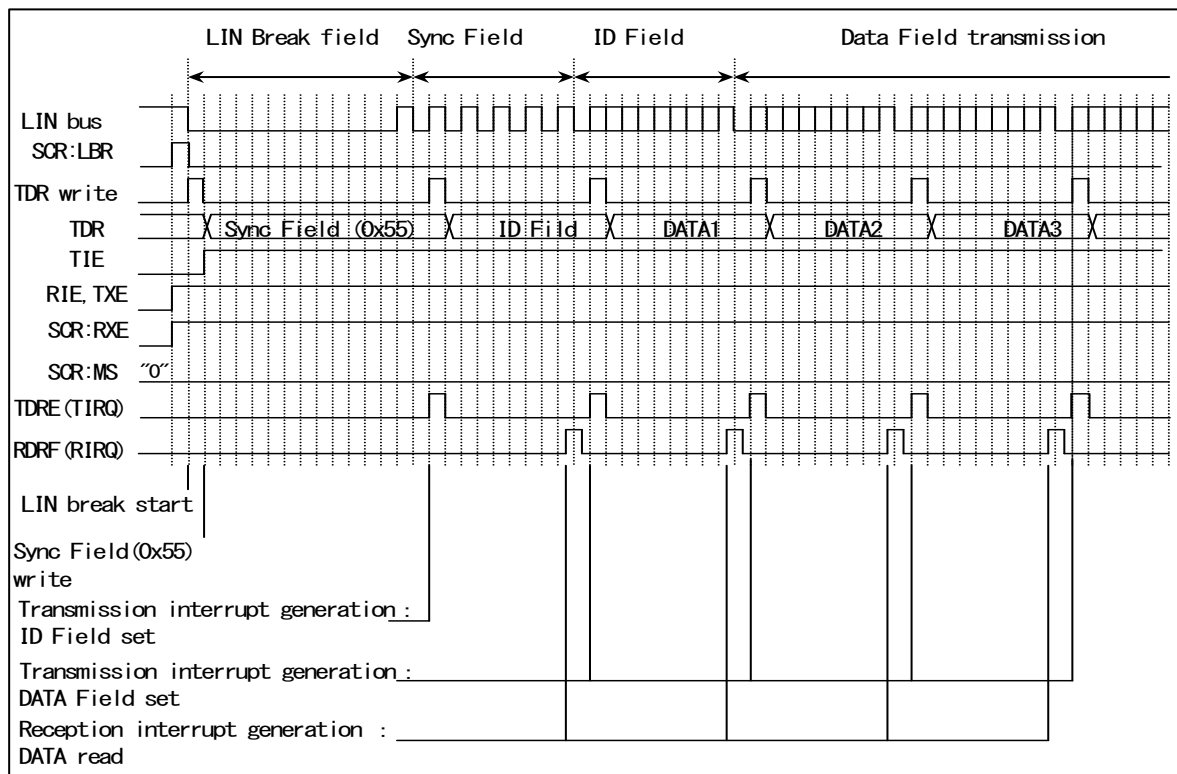 LIN Break field Sync Field ID Field Data Field transmission
LIN bus
SCR:LBR
TDR write
TDR Sync Field (0x55) ID Fild DATA1 DATA2 DATA3
TIE
RIE, TXE
SCR:RXE
SCR:MS "0"
TDRE(TIRQ)
RDRF(RIRQ)
LIN break start
Sync Field(0x55)
write
Transmission interrupt generation :
ID Field set
Transmission interrupt generation :
DATA Field set
Reception interrupt generation :
DATA read